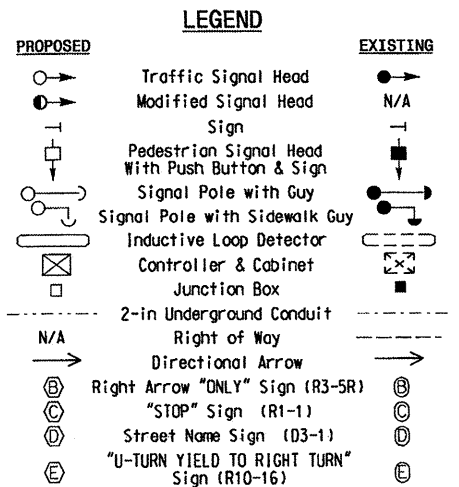 LEGEND
PROPOSED EXISTING
Traffic Signal Head
Modified Signal Head N/A
Sign
Pedestrian Signal Head
With Push Button & Sign
Signal Pole with Guy
Signal Pole with Sidewalk Guy
Inductive Loop Detector
Controller & Cabinet
Junction Box
2-in Underground Conduit
N/A Right of Way
Directional Arrow
B Right Arrow "ONLY" Sign (R3-5R) B
C "STOP" Sign (R1-1) C
D Street Name Sign (D3-1) D
"U-TURN YIELD TO RIGHT TURN"
E Sign (R10-16) E